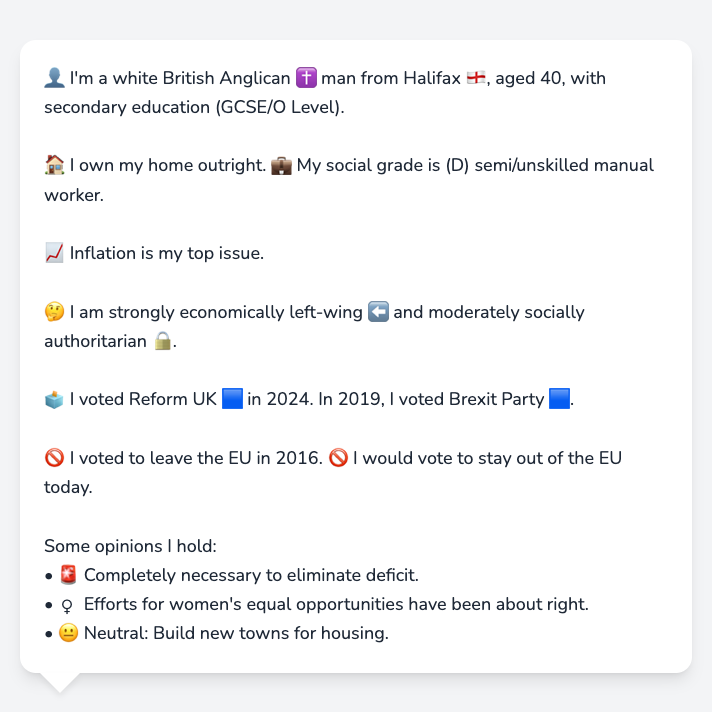 👤 I'm a white British Anglican ✝️ man from Halifax 🏴󠁧󠁢󠁥󠁮󠁧󠁿, aged 40, with
secondary education (GCSE/O Level).
🏠 I own my home outright. 💼 My social grade is (D) semi/unskilled manual
worker.
📈 Inflation is my top issue.
🤔 I am strongly economically left-wing ⬅️ and moderately socially
authoritarian 🔒.
🗳️ I voted Reform UK 🟦 in 2024. In 2019, I voted Brexit Party 🟦.
🚫 I voted to leave the EU in 2016. 🚫 I would vote to stay out of the EU
today.
Some opinions I hold:
• 🚨 Completely necessary to eliminate deficit.
• ♀ Efforts for women's equal opportunities have been about right.
• 😐 Neutral: Build new towns for housing.